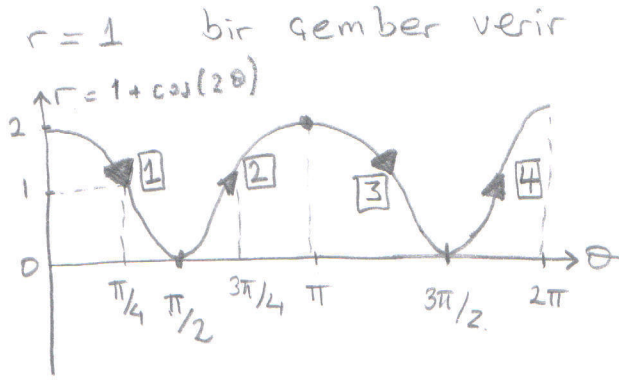 r = 1 bir çember verir
r = 1 + cos(2θ)
2
1
0
1
2
3
4
π/4
π/2
3π/4
π
3π/2
2π
θ